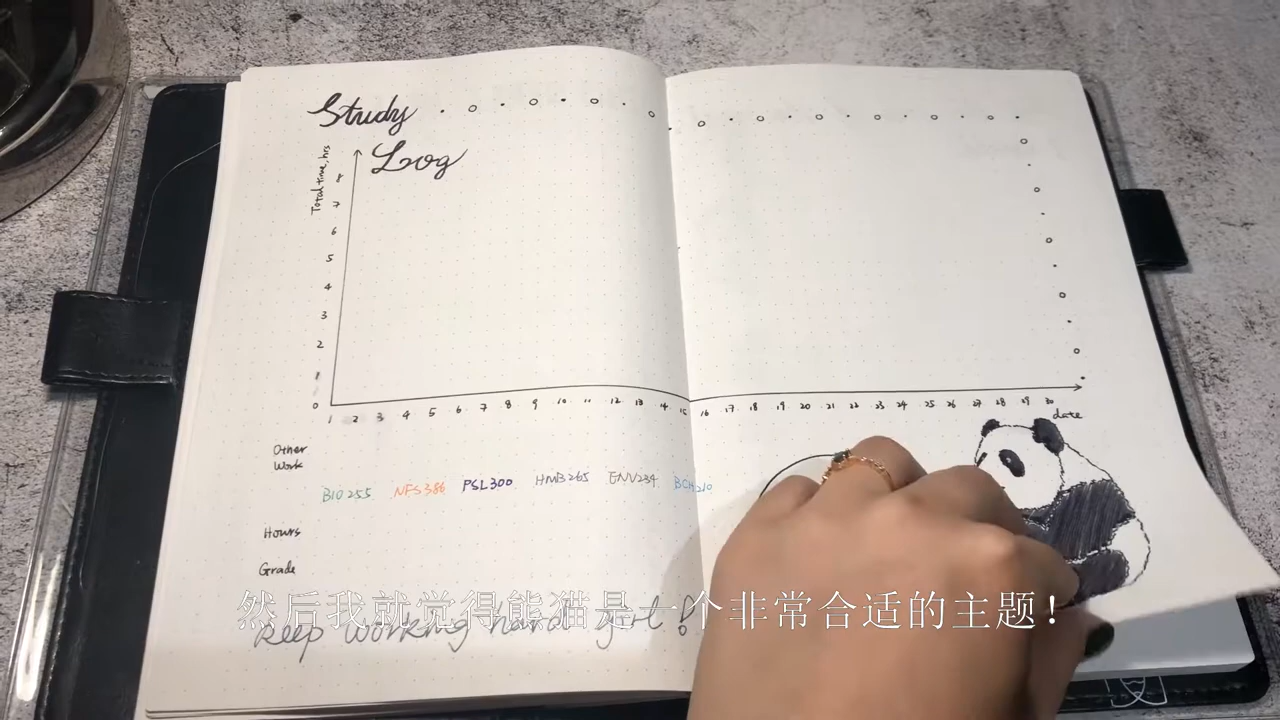 Study
Log
Total time, hrs
8
7
6
5
4
3
2
1
0
1 2 3 4 5 6 7 8 9 10 11 12 13 14 15 16 17 18 19 20 21 22 23 24 25 26 27 28 29 30
date
Other
Work
BIO255 NFS386 PSL300 HMB265 ENV234 BCH210
Hours
Grade
然后我就觉得熊猫是一个非常合适的主题！
keep working hard girl!